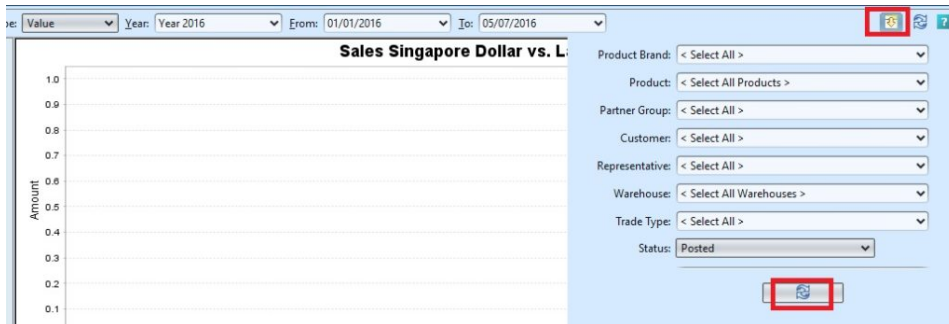 pe: Value Year: Year 2016 From: 01/01/2016 To: 05/07/2016 ?
Sales Singapore Dollar vs. L
Product Brand: < Select All >
Product: < Select All Products >
Partner Group: < Select All >
Customer: < Select All >
Representative: < Select All >
Warehouse: < Select All Warehouses >
Trade Type: < Select All >
Status: Posted
Amount
1.0
0.9
0.8
0.7
0.6
0.5
0.4
0.3
0.2
0.1